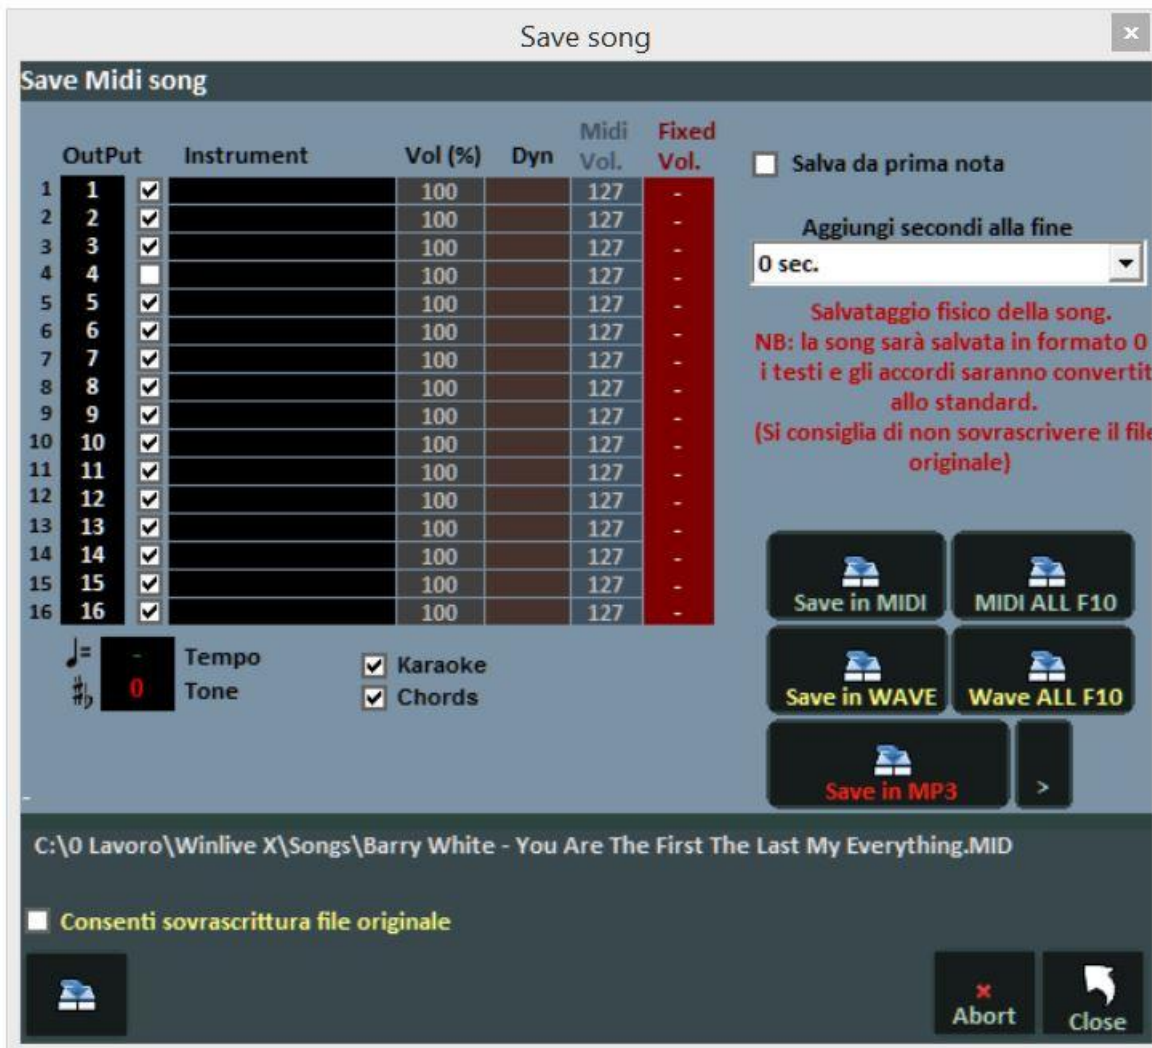 Save song
Save Midi song
OutPut Instrument Vol (%) Dyn Midi Vol. Fixed Vol.
1 1 100 127 -
2 2 100 127 -
3 3 100 127 -
4 4 100 127 -
5 5 100 127 -
6 6 100 127 -
7 7 100 127 -
8 8 100 127 -
9 9 100 127 -
10 10 100 127 -
11 11 100 127 -
12 12 100 127 -
13 13 100 127 -
14 14 100 127 -
15 15 100 127 -
16 16 100 127 -
Salva da prima nota
Aggiungi secondi alla fine
0 sec.
Salvataggio fisico della song.
NB: la song sarà salvata in formato 0
i testi e gli accordi saranno convertit
allo standard.
(Si consiglia di non sovrascrivere il file
originale)
Save in MIDI MIDI ALL F10
Save in WAVE Wave ALL F10
Save in MP3 >
= - Tempo
0 Tone
Karaoke
Chords
-
C:\0 Lavoro\Winlive X\Songs\Barry White - You Are The First The Last My Everything.MID
Consenti sovrascrittura file originale
Abort Close